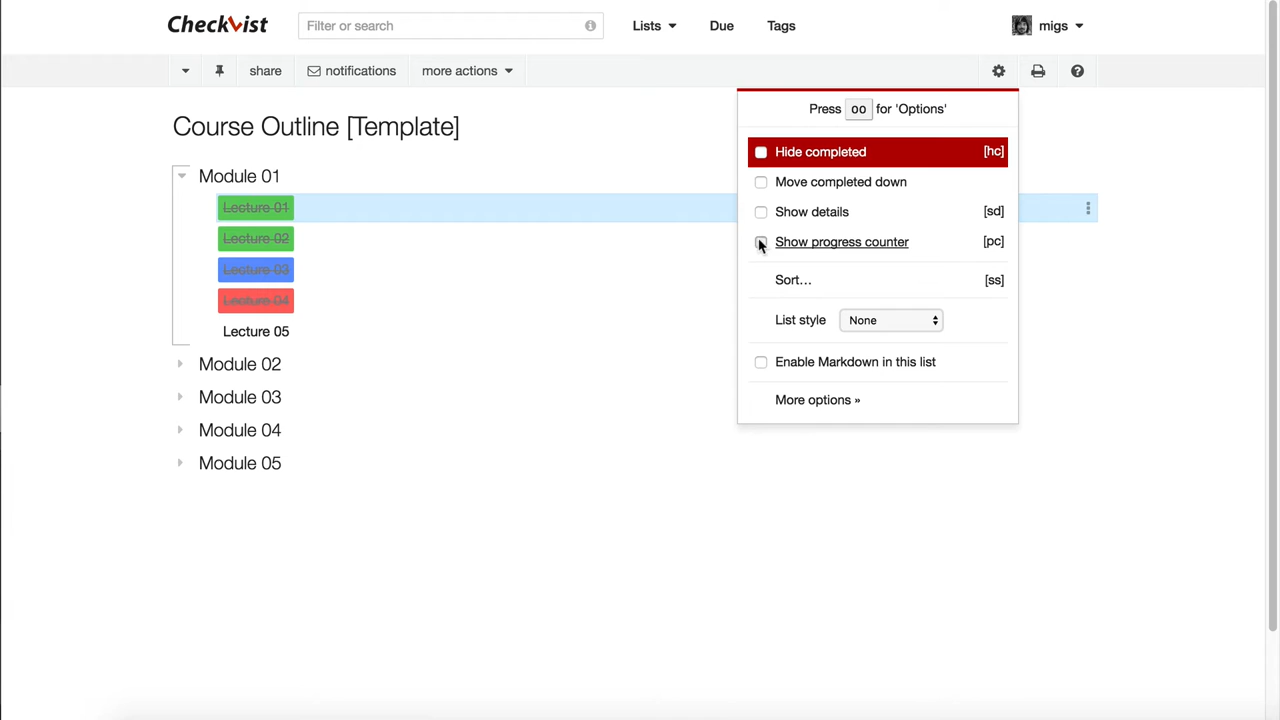 Checkvist Filter or search Lists Due Tags migs
share notifications more actions
Press oo for 'Options'
Course Outline [Template]
Hide completed [hc]
Module 01
Move completed down
Lecture 01
Show details [sd]
Lecture 02
Show progress counter [pc]
Lecture 03
Sort... [ss]
Lecture 04
List style None
Lecture 05
Module 02
Enable Markdown in this list
Module 03
More options »
Module 04
Module 05